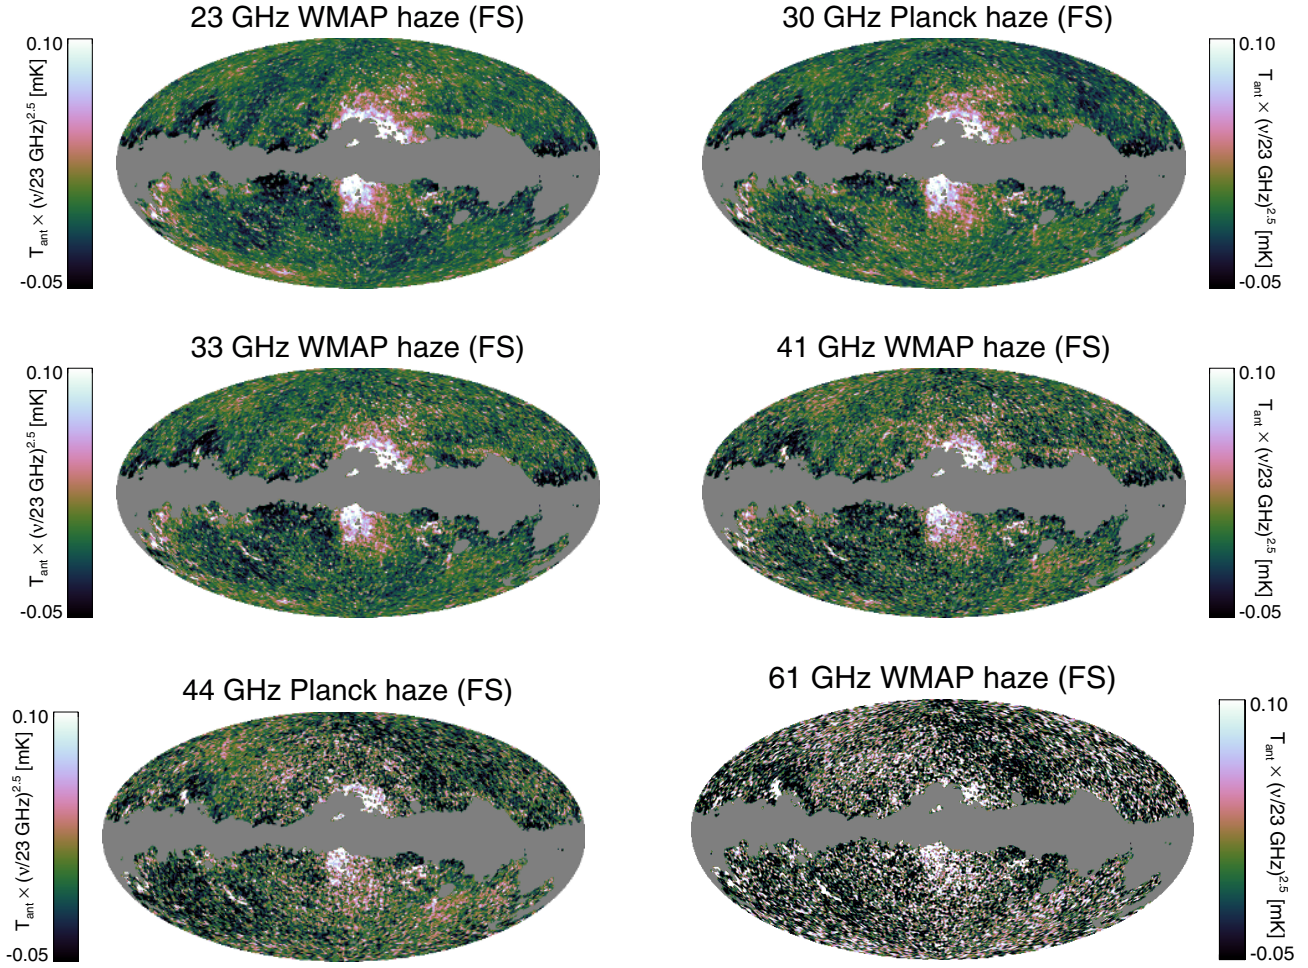 23 GHz WMAP haze (FS)
0.10
T_ant × (ν/23 GHz)^2.5 [mK]
-0.05
30 GHz Planck haze (FS)
0.10
T_ant × (ν/23 GHz)^2.5 [mK]
-0.05
33 GHz WMAP haze (FS)
0.10
T_ant × (ν/23 GHz)^2.5 [mK]
-0.05
41 GHz WMAP haze (FS)
0.10
T_ant × (ν/23 GHz)^2.5 [mK]
-0.05
44 GHz Planck haze (FS)
0.10
T_ant × (ν/23 GHz)^2.5 [mK]
-0.05
61 GHz WMAP haze (FS)
0.10
T_ant × (ν/23 GHz)^2.5 [mK]
-0.05